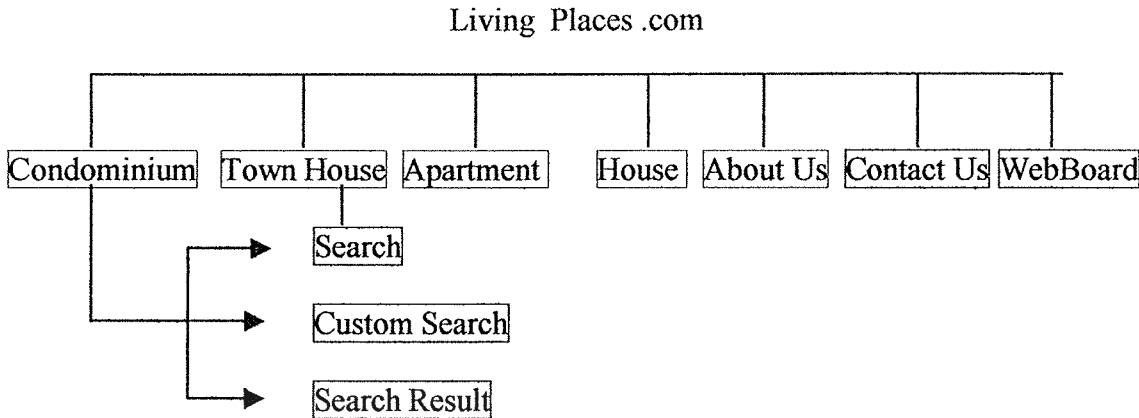 Living Places .com
Condominium Town House Apartment House About Us Contact Us WebBoard
Search
Custom Search
Search Result